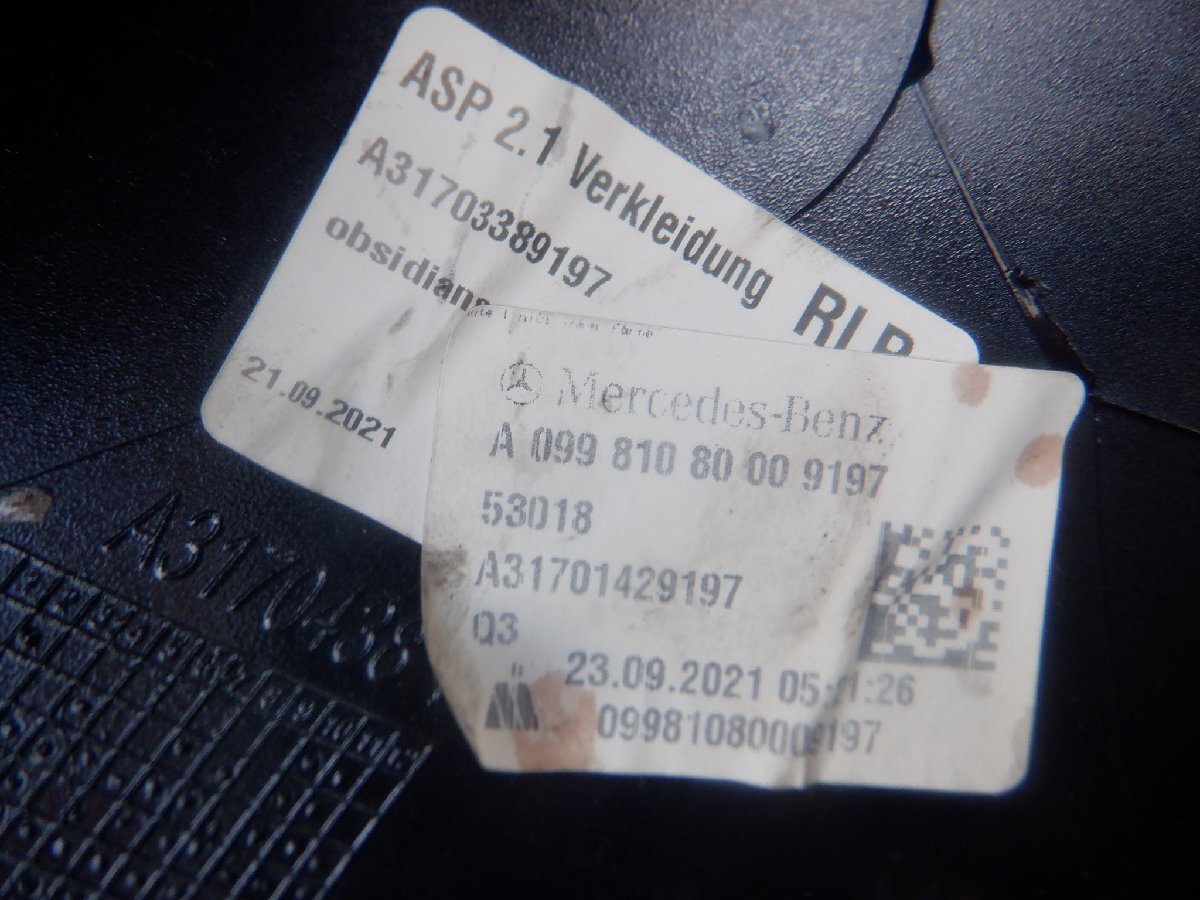 ASP 2.1 Verkleidung
A31703389197
21.09.2021
Mercedes-Benz
A 099 810 80 00 9197
53018
A31701429197
Q3
23.09.2021
09981080009197